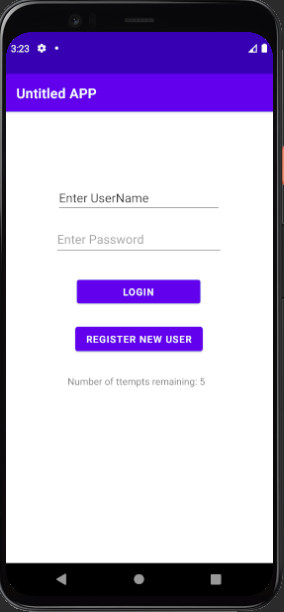 3:23
Untitled APP
Enter UserName
Enter Password
LOGIN
REGISTER NEW USER
Number of ttempts remaining: 5